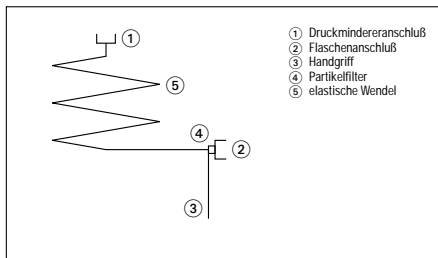 ① Druckmindereranschluß
② Flaschenanschluß
③ Handgriff
④ Partikelfilter
⑤ elastische Wendel
①
⑤
④
②
③